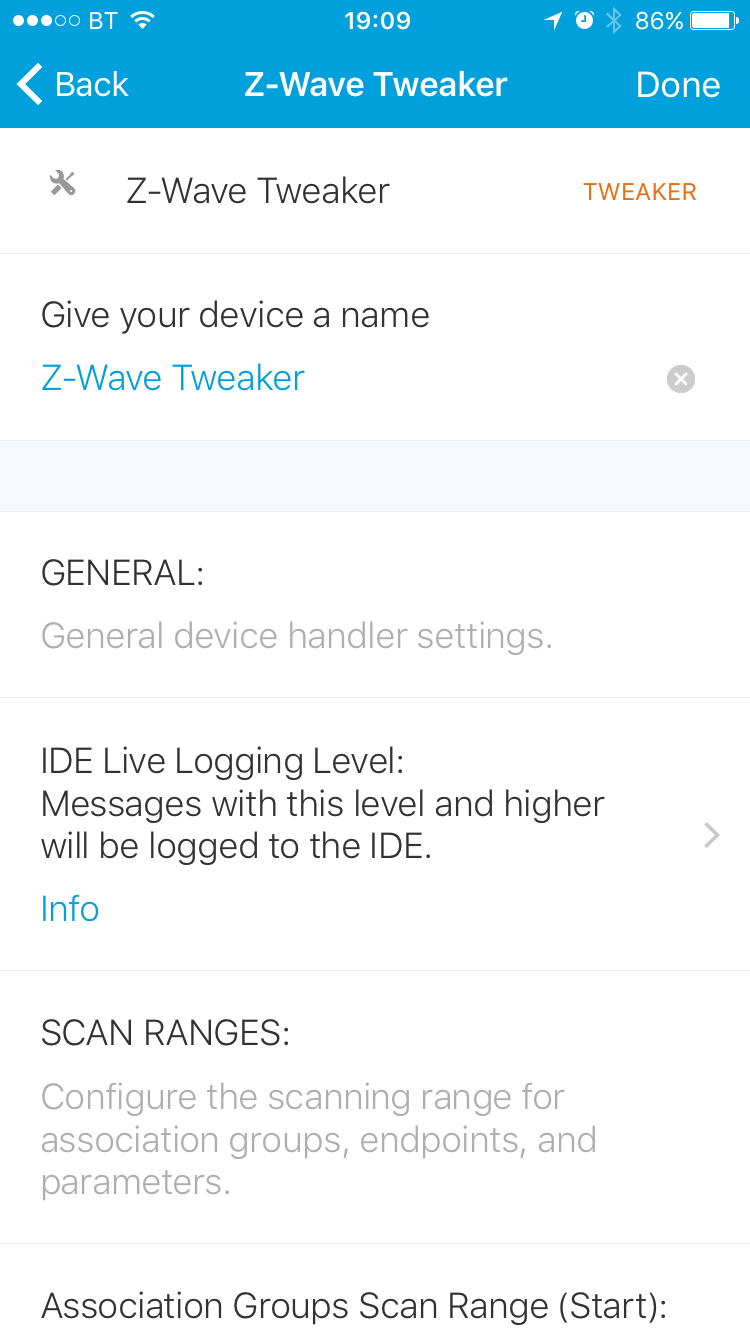 BT 19:09 86%
Back Z-Wave Tweaker Done
Z-Wave Tweaker TWEAKER
Give your device a name
Z-Wave Tweaker
GENERAL:
General device handler settings.
IDE Live Logging Level:
Messages with this level and higher
will be logged to the IDE.
Info
SCAN RANGES:
Configure the scanning range for
association groups, endpoints, and
parameters.
Association Groups Scan Range (Start):